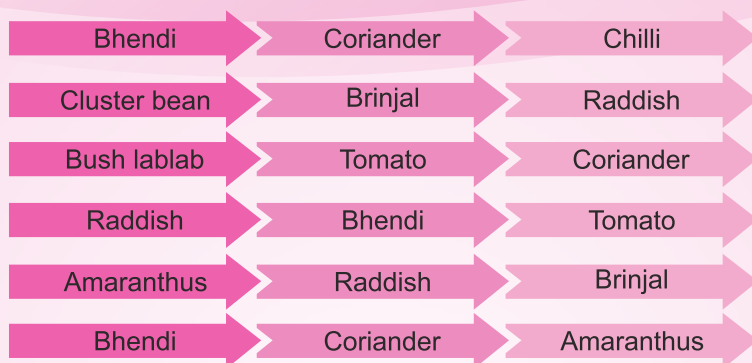 Bhendi Coriander Chilli
Cluster bean Brinjal Raddish
Bush lablab Tomato Coriander
Raddish Bhendi Tomato
Amaranthus Raddish Brinjal
Bhendi Coriander Amaranthus